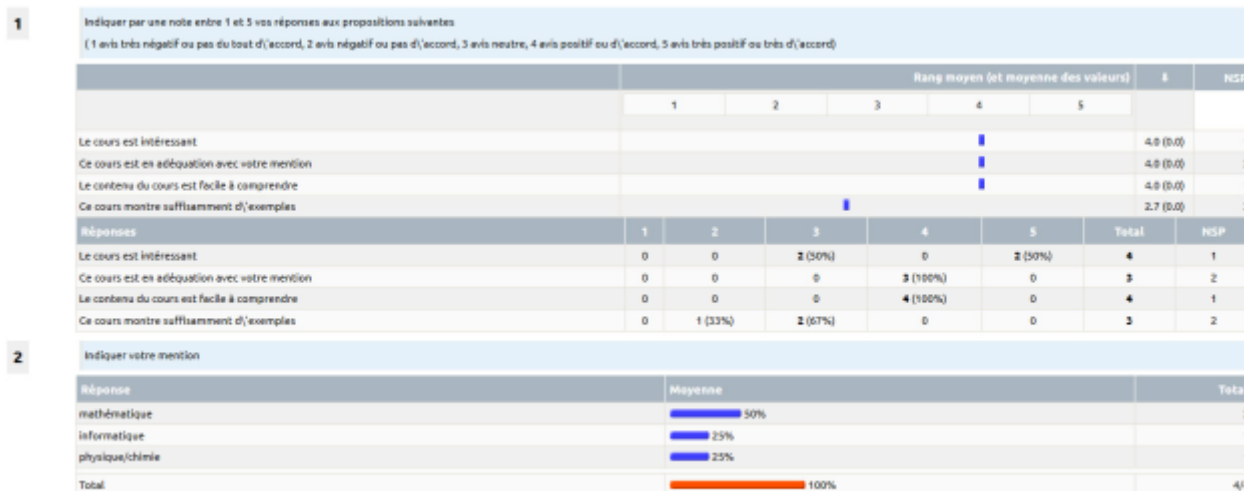 1
Indiquer par une note entre 1 et 5 vos réponses aux propositions suivantes
( 1 avis très négatif ou pas du tout d\'accord, 2 avis négatif ou pas d\'accord, 3 avis neutre, 4 avis positif ou d\'accord, 5 avis très positif ou très d\'accord)
Rang moyen (et moyenne des valeurs) NSP
1 2 3 4 5
Le cours est intéressant 4.0 (0.0)
Ce cours est en adéquation avec votre mention 4.0 (0.0)
Le contenu du cours est facile à comprendre 4.0 (0.0)
Ce cours montre suffisamment d\'exemples 2.7 (0.0)
Réponses 1 2 3 4 5 Total NSP
Le cours est intéressant 0 0 2 (50%) 0 2 (50%) 4 1
Ce cours est en adéquation avec votre mention 0 0 0 3 (100%) 0 3 2
Le contenu du cours est facile à comprendre 0 0 0 4 (100%) 0 4 1
Ce cours montre suffisamment d\'exemples 0 1 (33%) 2 (67%) 0 0 3 2
2
Indiquer votre mention
Réponse Moyenne Tota
mathématique 50%
informatique 25%
physique/chimie 25%
Total 100% 4/